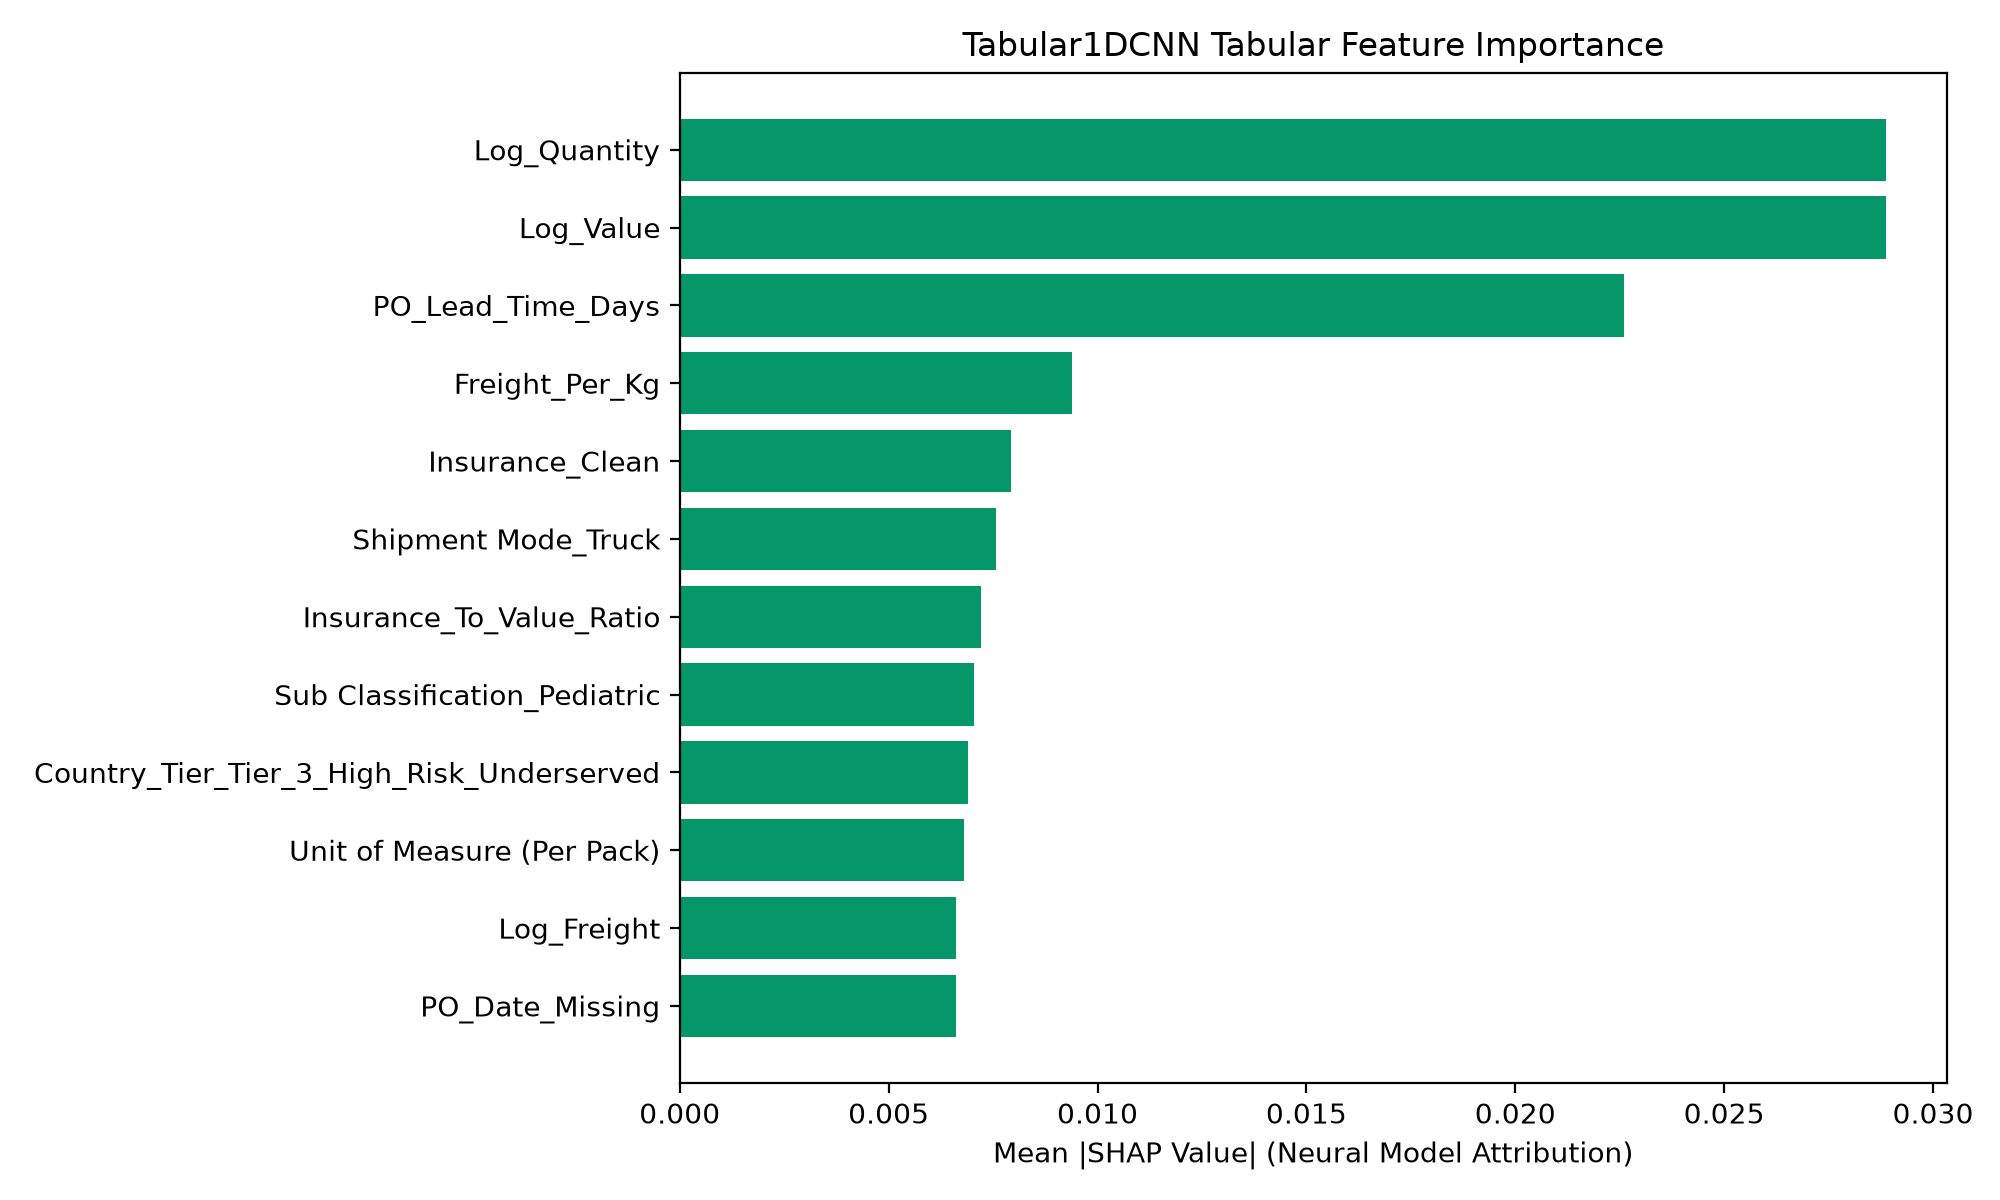 Tabular1DCNN Tabular Feature Importance
Log_Quantity
Log_Value
PO_Lead_Time_Days
Freight_Per_Kg
Insurance_Clean
Shipment Mode_Truck
Insurance_To_Value_Ratio
Sub Classification_Pediatric
Country_Tier_Tier_3_High_Risk_Underserved
Unit of Measure (Per Pack)
Log_Freight
PO_Date_Missing
0.000 0.005 0.010 0.015 0.020 0.025 0.030
Mean |SHAP Value| (Neural Model Attribution)